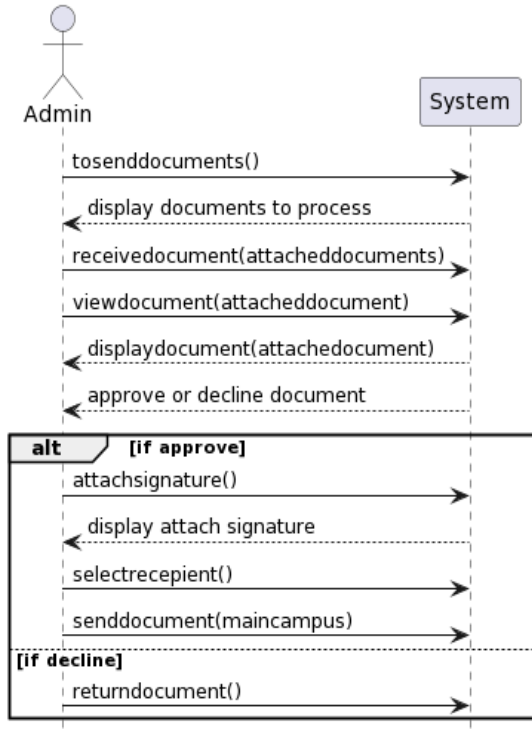 Admin
System
tosenddocuments()
display documents to process
receivedocument(attacheddocuments)
viewdocument(attacheddocument)
displaydocument(attachedocument)
approve or decline document
alt [if approve]
attachsignature()
display attach signature
selectrecepient()
senddocument(maincampus)
[if decline]
returndocument()